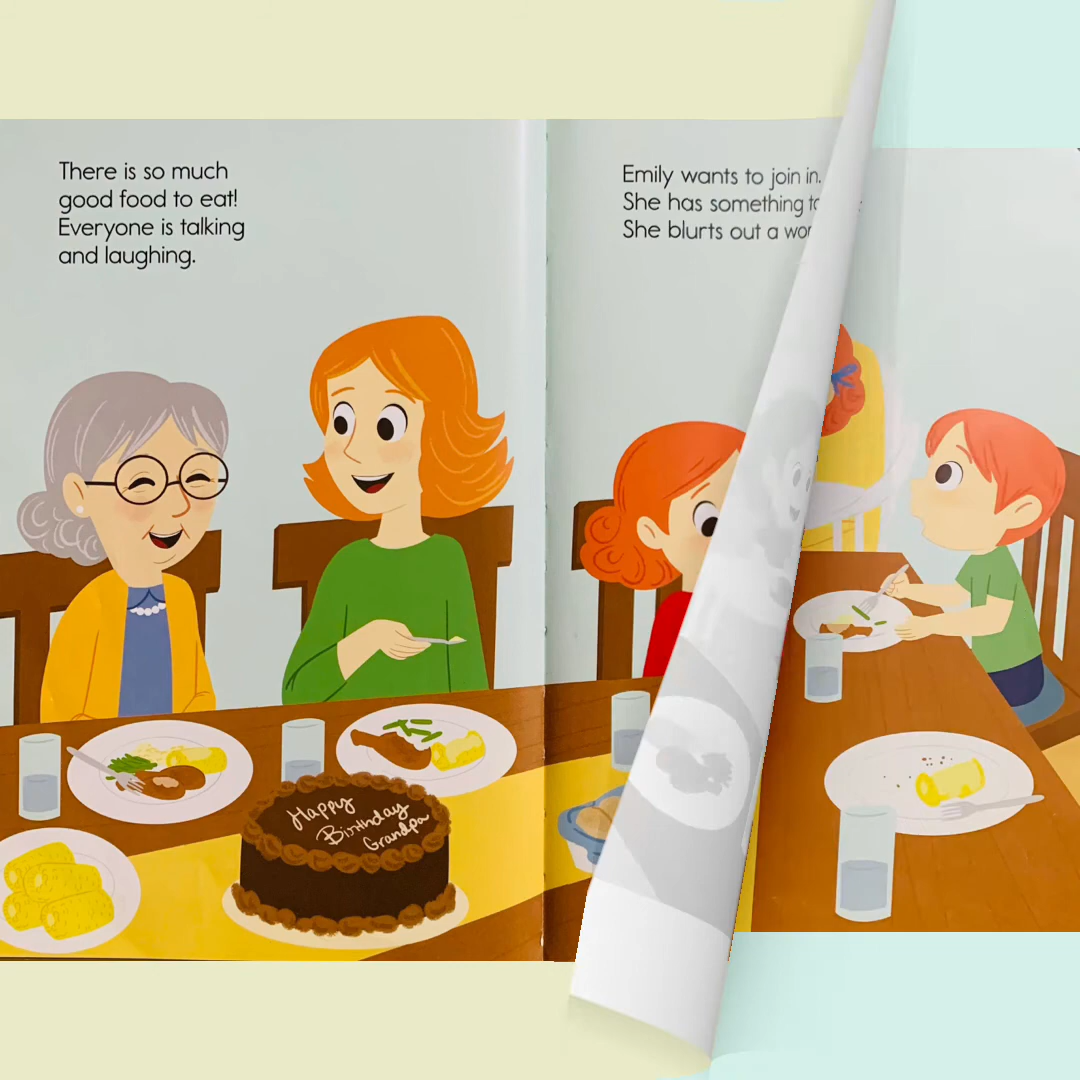 There is so much
good food to eat!
Everyone is talking
and laughing.
Emily wants to join in.
She has something
She blurts out a
Happy
Birthday
Grandpa